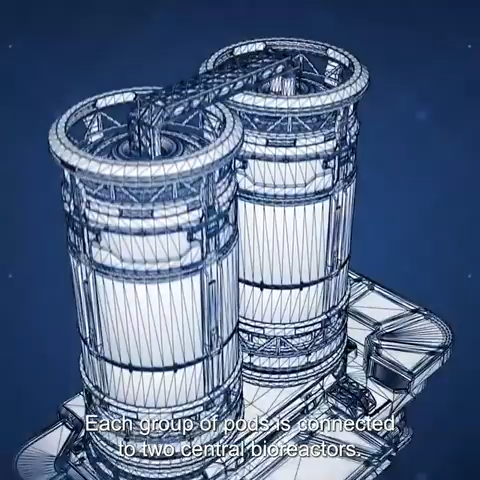 Each group of pods is connected
to two central bioreactors.